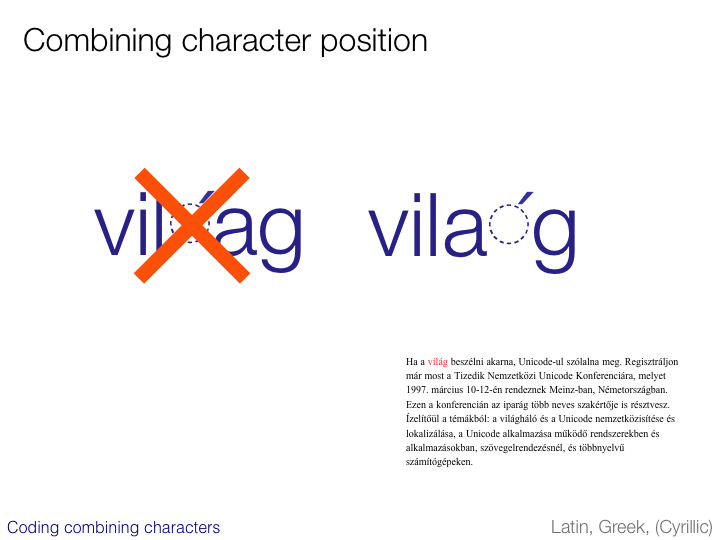 Combining character position
vil◌́ag vila◌́g
Ha a világ beszélni akarna, Unicode-ul szólalna meg. Regisztráljon
már most a Tizedik Nemzetközi Unicode Konferenciára, melyet
1997. március 10-12-én rendeznek Meinz-ban, Németországban.
Ezen a konferencián az iparág több neves szakértője is résztvesz.
Ízelítőül a témákból: a világháló és a Unicode nemzetközisítése és
lokalizálása, a Unicode alkalmazása működő rendszerekben és
alkalmazásokban, szövegelrendezésnél, és többnyelvű
számítógépeken.
Coding combining characters
Latin, Greek, (Cyrillic)